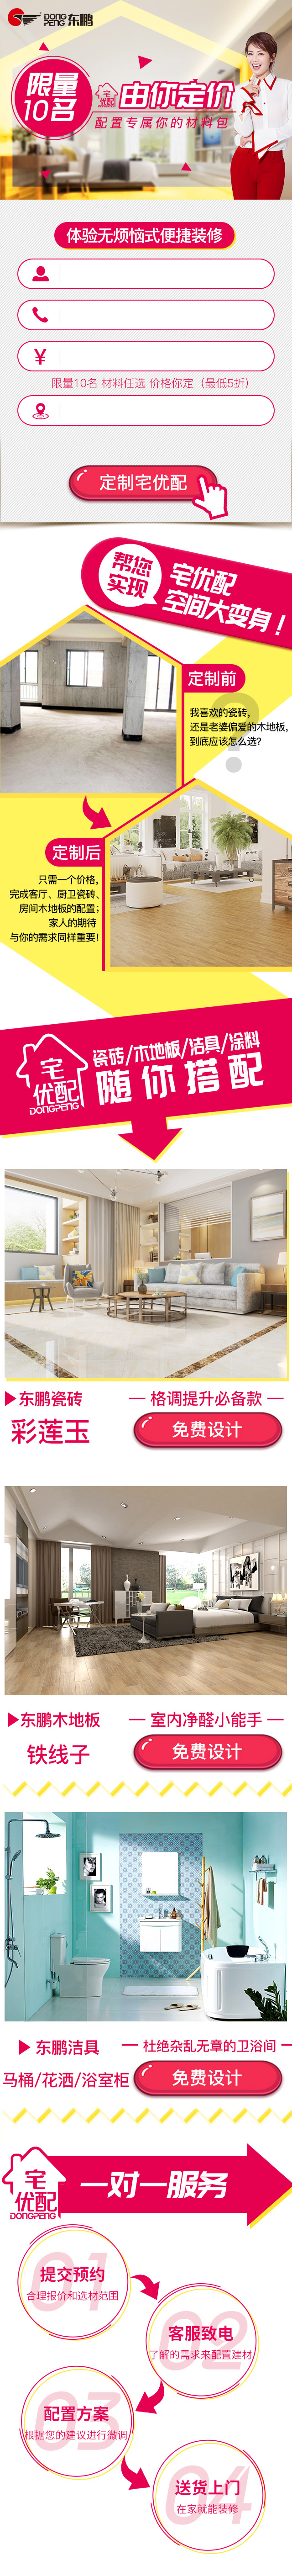 DONG
PENG 东鹏
限量
10名
宅
优配
由你定价
配置专属你的材料包
体验无烦恼式便捷装修
¥
限量10名 材料任选 价格你定（最低5折）
定制宅优配
帮您
实现
宅优配
空间大变身！
定制前
我喜欢的瓷砖，
还是老婆偏爱的木地板，
到底应该怎么选？
定制后
只需一个价格，
完成客厅、厨卫瓷砖、
房间木地板的配置；
家人的期待
与你的需求同样重要！
宅
优配
DONGPENG
瓷砖/木地板/洁具/涂料
随你搭配
▶东鹏瓷砖
— 格调提升必备款 —
彩莲玉
免费设计
▶东鹏木地板
— 室内净醛小能手 —
铁线子
免费设计
▶ 东鹏洁具
— 杜绝杂乱无章的卫浴间 —
马桶/花洒/浴室柜
免费设计
宅
优配
DONGPENG
一对一服务
01
提交预约
合理报价和选材范围
02
客服致电
了解的需求来配置建材
03
配置方案
根据您的建议进行微调
04
送货上门
在家就能装修